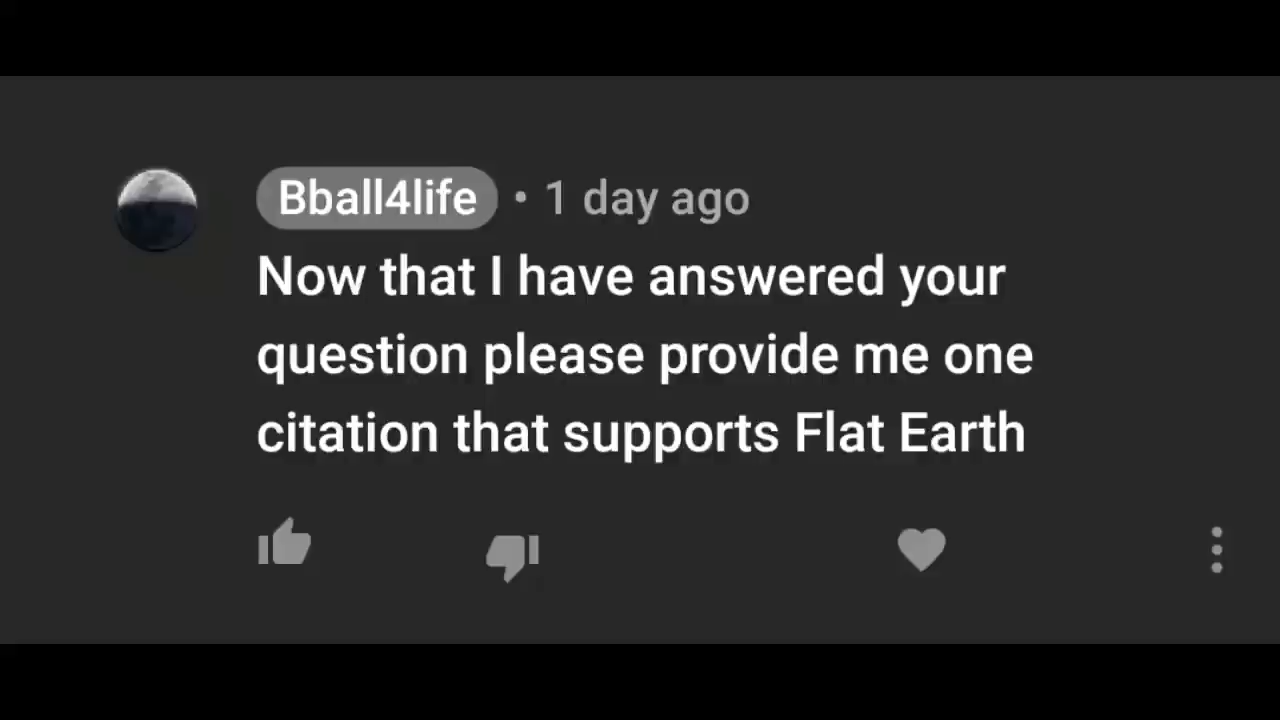 Bball4life • 1 day ago
Now that I have answered your
question please provide me one
citation that supports Flat Earth